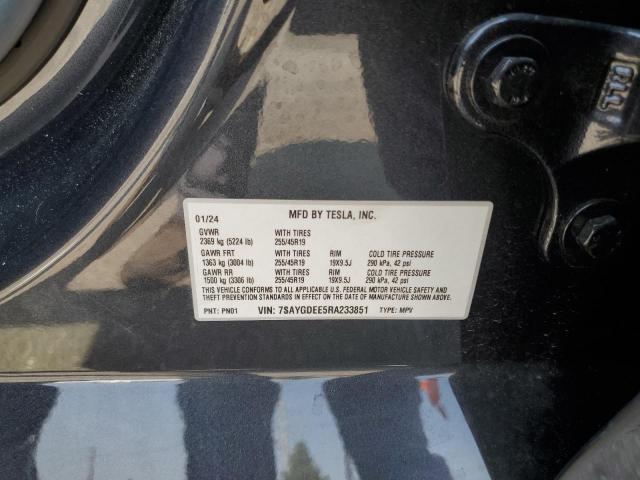 01/24 MFD BY TESLA, INC.
GVWR WITH TIRES
2369 kg (5224 lb) 255/45R19
GAWR FRT WITH TIRES RIM COLD TIRE PRESSURE
1363 kg (3004 lb) 255/45R19 19X9.5J 290 kPa, 42 psi
GAWR RR WITH TIRES RIM COLD TIRE PRESSURE
1500 kg (3306 lb) 255/45R19 19X9.5J 290 kPa, 42 psi
THIS VEHICLE CONFORMS TO ALL APPLICABLE U.S. FEDERAL MOTOR VEHICLE SAFETY AND
THEFT PREVENTION STANDARDS IN EFFECT ON THE DATE OF MANUFACTURE SHOWN ABOVE.
PNT: PN01 VIN: 7SAYGDEE5RA233851 TYPE: MPV